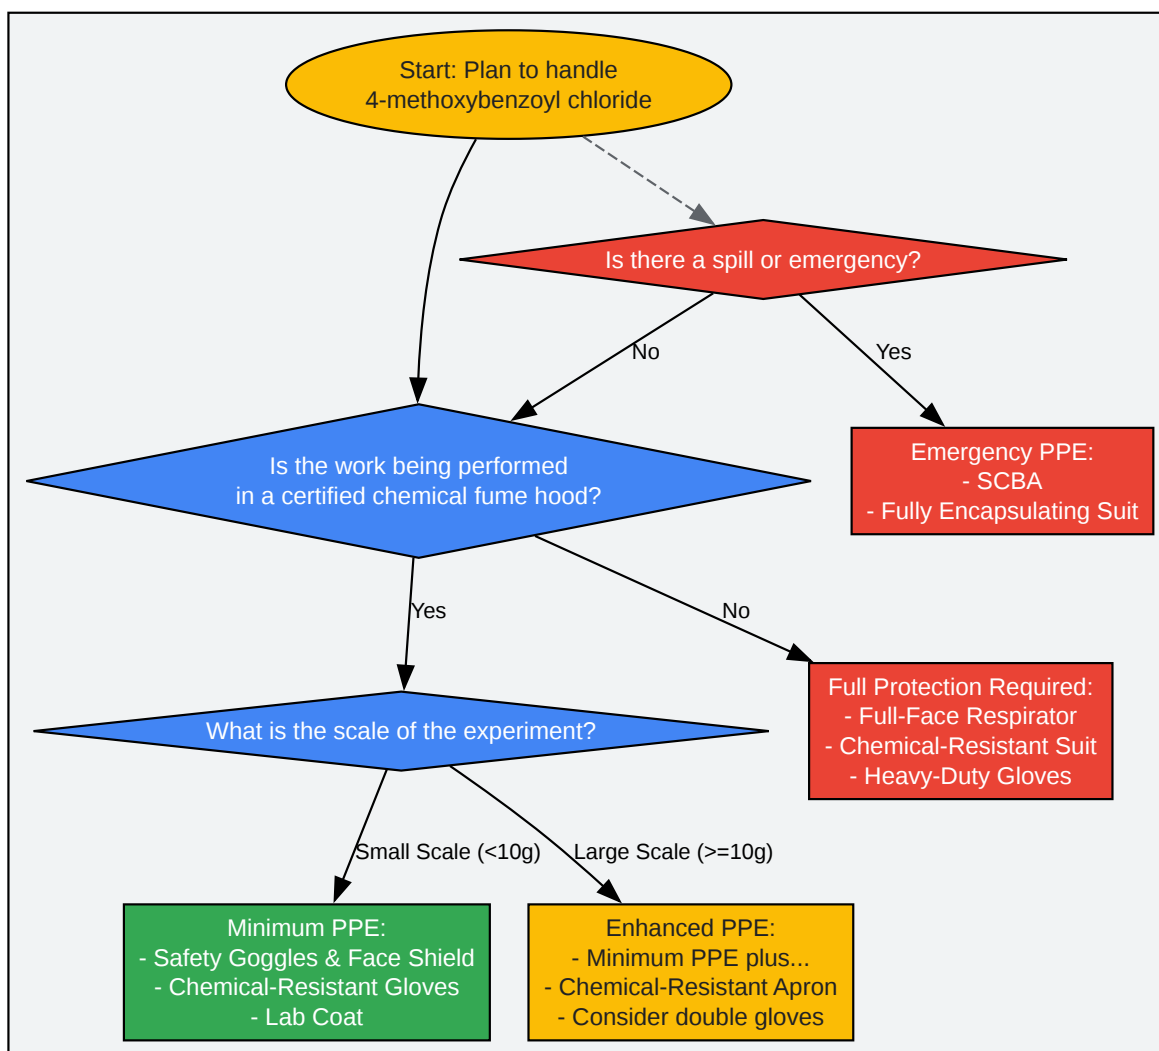 Start: Plan to handle
4-methoxybenzoyl chloride
Is there a spill or emergency?
No
Yes
Is the work being performed
in a certified chemical fume hood?
Emergency PPE:
- SCBA
- Fully Encapsulating Suit
Yes
No
Full Protection Required:
- Full-Face Respirator
- Chemical-Resistant Suit
- Heavy-Duty Gloves
What is the scale of the experiment?
Small Scale (<10g)
Large Scale (>=10g)
Minimum PPE:
- Safety Goggles & Face Shield
- Chemical-Resistant Gloves
- Lab Coat
Enhanced PPE:
- Minimum PPE plus...
- Chemical-Resistant Apron
- Consider double gloves